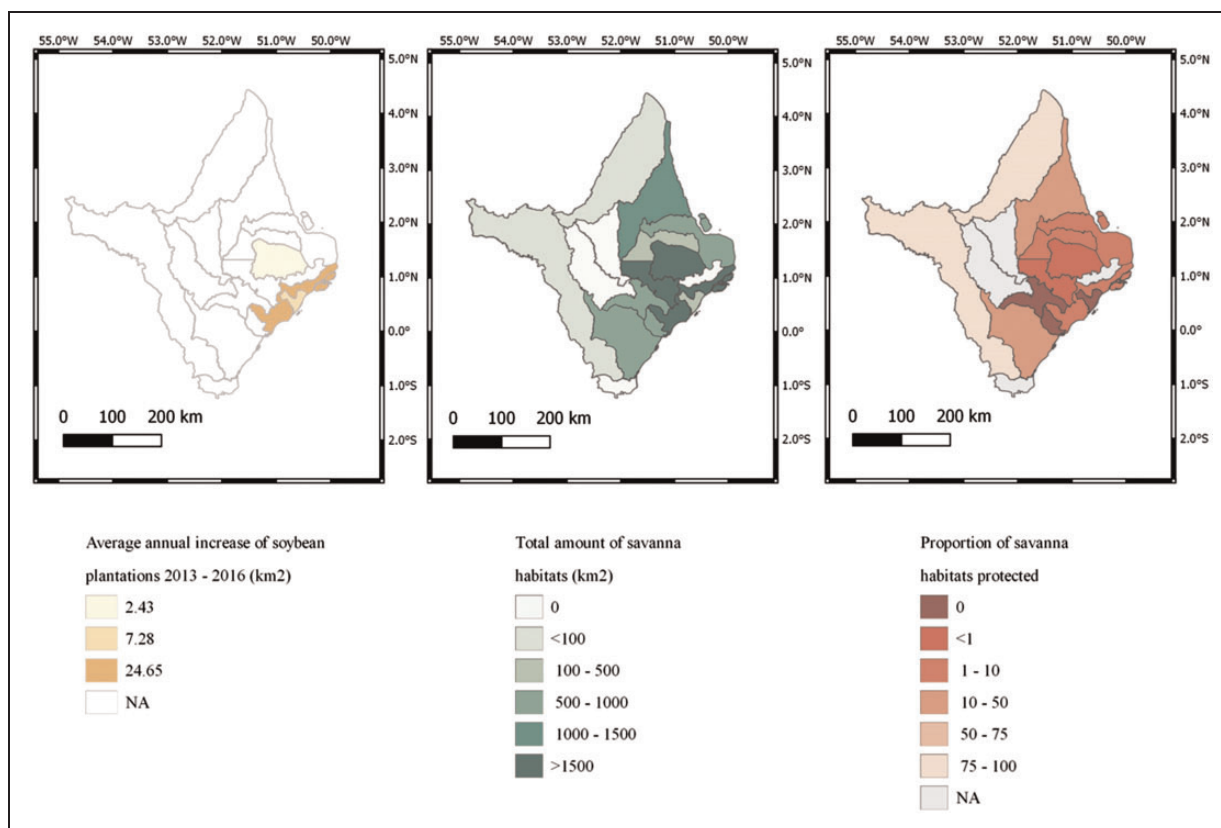 55.0°W 54.0°W 53.0°W 52.0°W 51.0°W 50.0°W
5.0°N
4.0°N
3.0°N
2.0°N
1.0°N
0.0°
1.0°S
2.0°S
0 100 200 km
55.0°W 54.0°W 53.0°W 52.0°W 51.0°W 50.0°W
5.0°N
4.0°N
3.0°N
2.0°N
1.0°N
0.0°
1.0°S
2.0°S
0 100 200 km
55.0°W 54.0°W 53.0°W 52.0°W 51.0°W 50.0°W
5.0°N
4.0°N
3.0°N
2.0°N
1.0°N
0.0°
1.0°S
2.0°S
0 100 200 km
Average annual increase of soybean
plantations 2013 - 2016 (km2)
2.43
7.28
24.65
NA
Total amount of savanna
habitats (km2)
0
<100
100 - 500
500 - 1000
1000 - 1500
>1500
Proportion of savanna
habitats protected
0
<1
1 - 10
10 - 50
50 - 75
75 - 100
NA